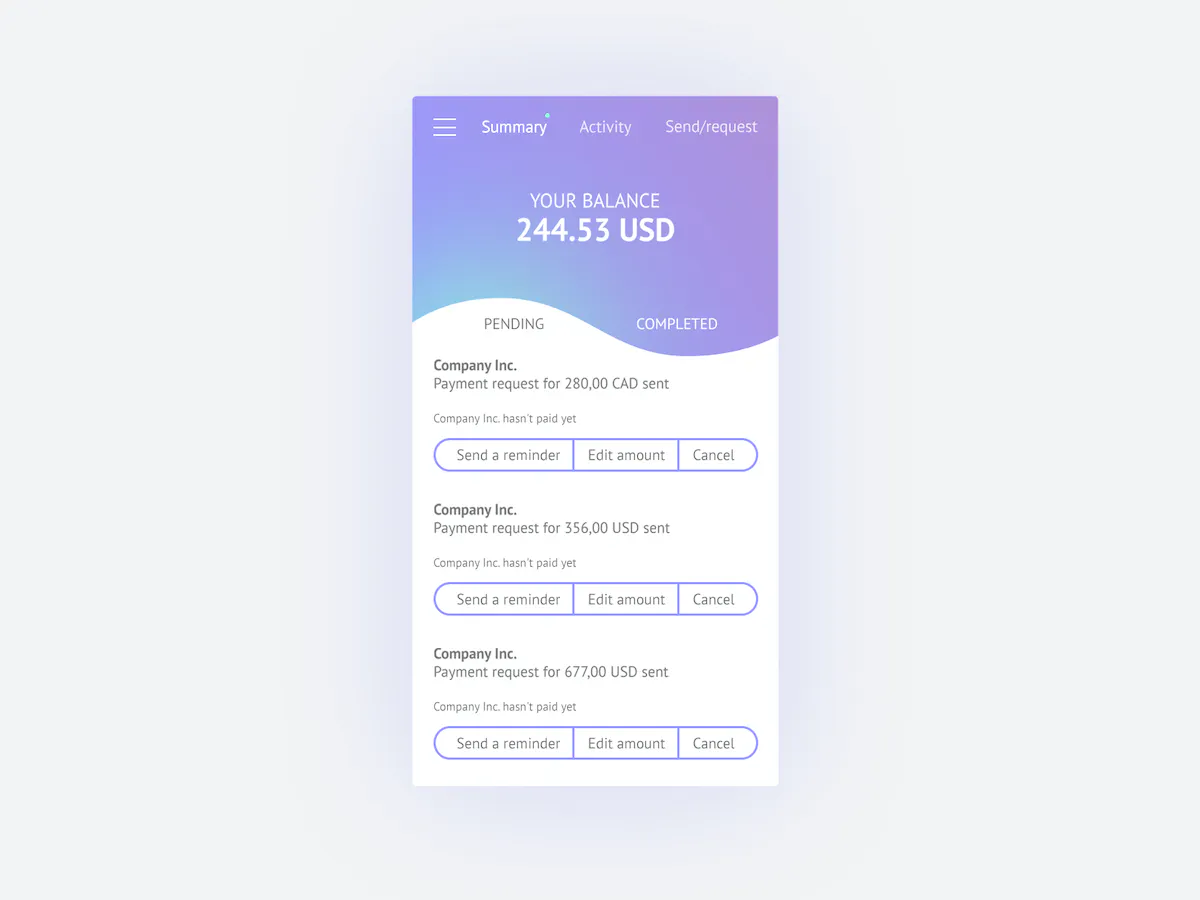 Summary Activity Send/request
YOUR BALANCE
244.53 USD
PENDING COMPLETED
Company Inc.
Payment request for 280,00 CAD sent
Company Inc. hasn't paid yet
Send a reminder Edit amount Cancel
Company Inc.
Payment request for 356,00 USD sent
Company Inc. hasn't paid yet
Send a reminder Edit amount Cancel
Company Inc.
Payment request for 677,00 USD sent
Company Inc. hasn't paid yet
Send a reminder Edit amount Cancel